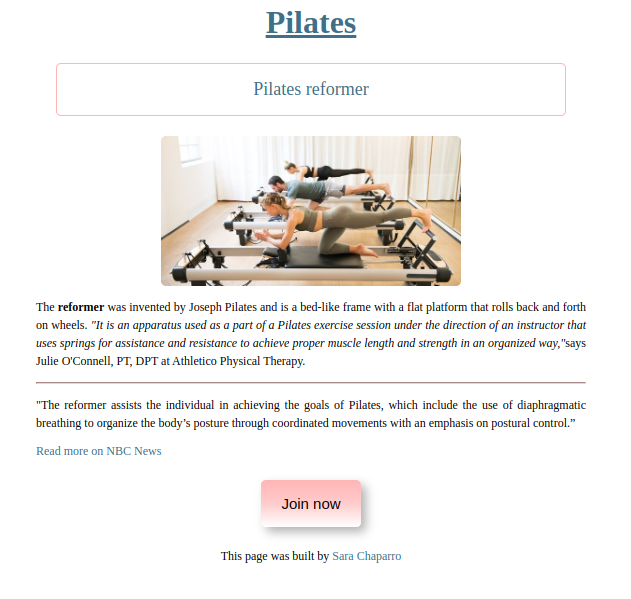 Pilates
Pilates reformer
The reformer was invented by Joseph Pilates and is a bed-like frame with a flat platform that rolls back and forth
on wheels. "It is an apparatus used as a part of a Pilates exercise session under the direction of an instructor that
uses springs for assistance and resistance to achieve proper muscle length and strength in an organized way,"says
Julie O'Connell, PT, DPT at Athletico Physical Therapy.
"The reformer assists the individual in achieving the goals of Pilates, which include the use of diaphragmatic
breathing to organize the body’s posture through coordinated movements with an emphasis on postural control.”
Read more on NBC News
Join now
This page was built by Sara Chaparro